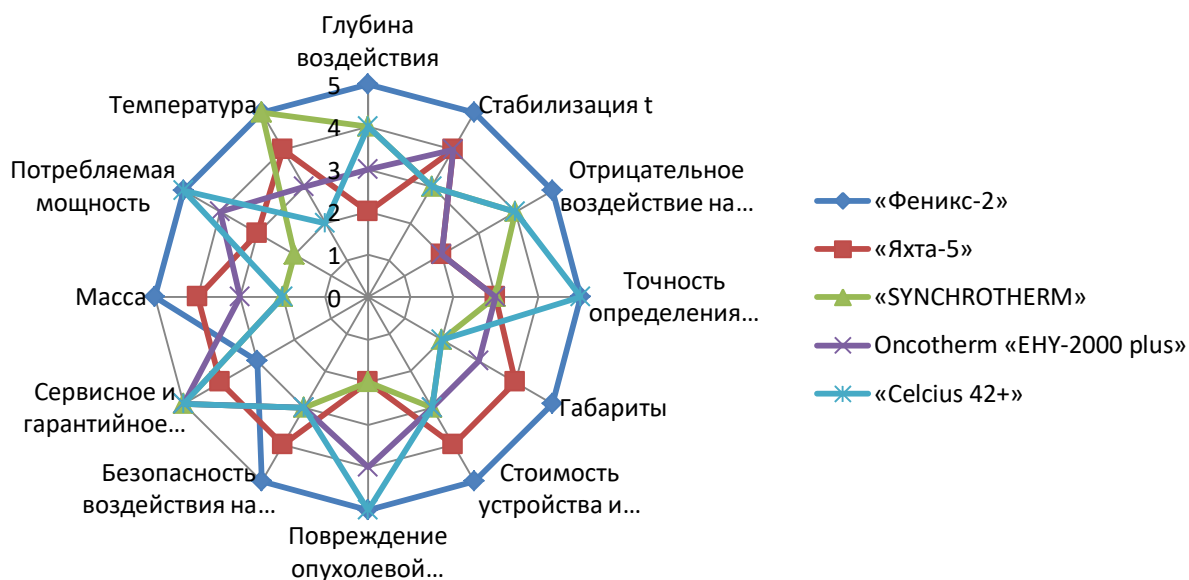 Глубина
воздействия
Стабилизация t
Отрицательное
воздействие на...
Точность
определения...
Габариты
Стоимость
устройства и...
Повреждение
опухолевой...
Безопасность
воздействия на...
Сервисное и
гарантийное...
Масса
Потребляемая
мощность
Температура
5
4
3
2
1
0
«Феникс-2»
«Яхта-5»
«SYNCHROTHERM»
Oncotherm «EHY-2000 plus»
«Celcius 42+»